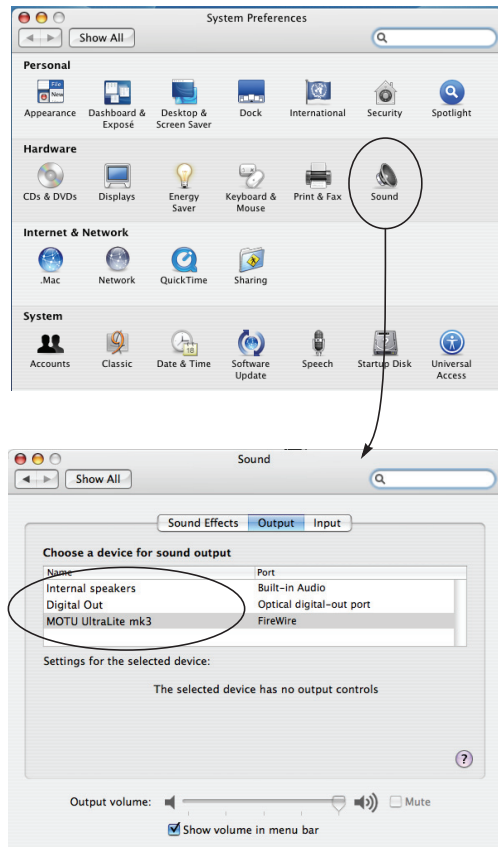 System Preferences
Show All
Personal
File
New
Appearance Dashboard & Exposé Desktop & Screen Saver Dock International Security Spotlight
Hardware
CDs & DVDs Displays Energy Saver Keyboard & Mouse Print & Fax Sound
Internet & Network
.Mac Network QuickTime Sharing
System
18
Accounts Classic Date & Time Software Update Speech Startup Disk Universal Access
Sound
Show All
Sound Effects Output Input
Choose a device for sound output
Name Port
Internal speakers Built-in Audio
Digital Out Optical digital-out port
MOTU UltraLite mk3 FireWire
Settings for the selected device:
The selected device has no output controls
?
Output volume: Mute
Show volume in menu bar